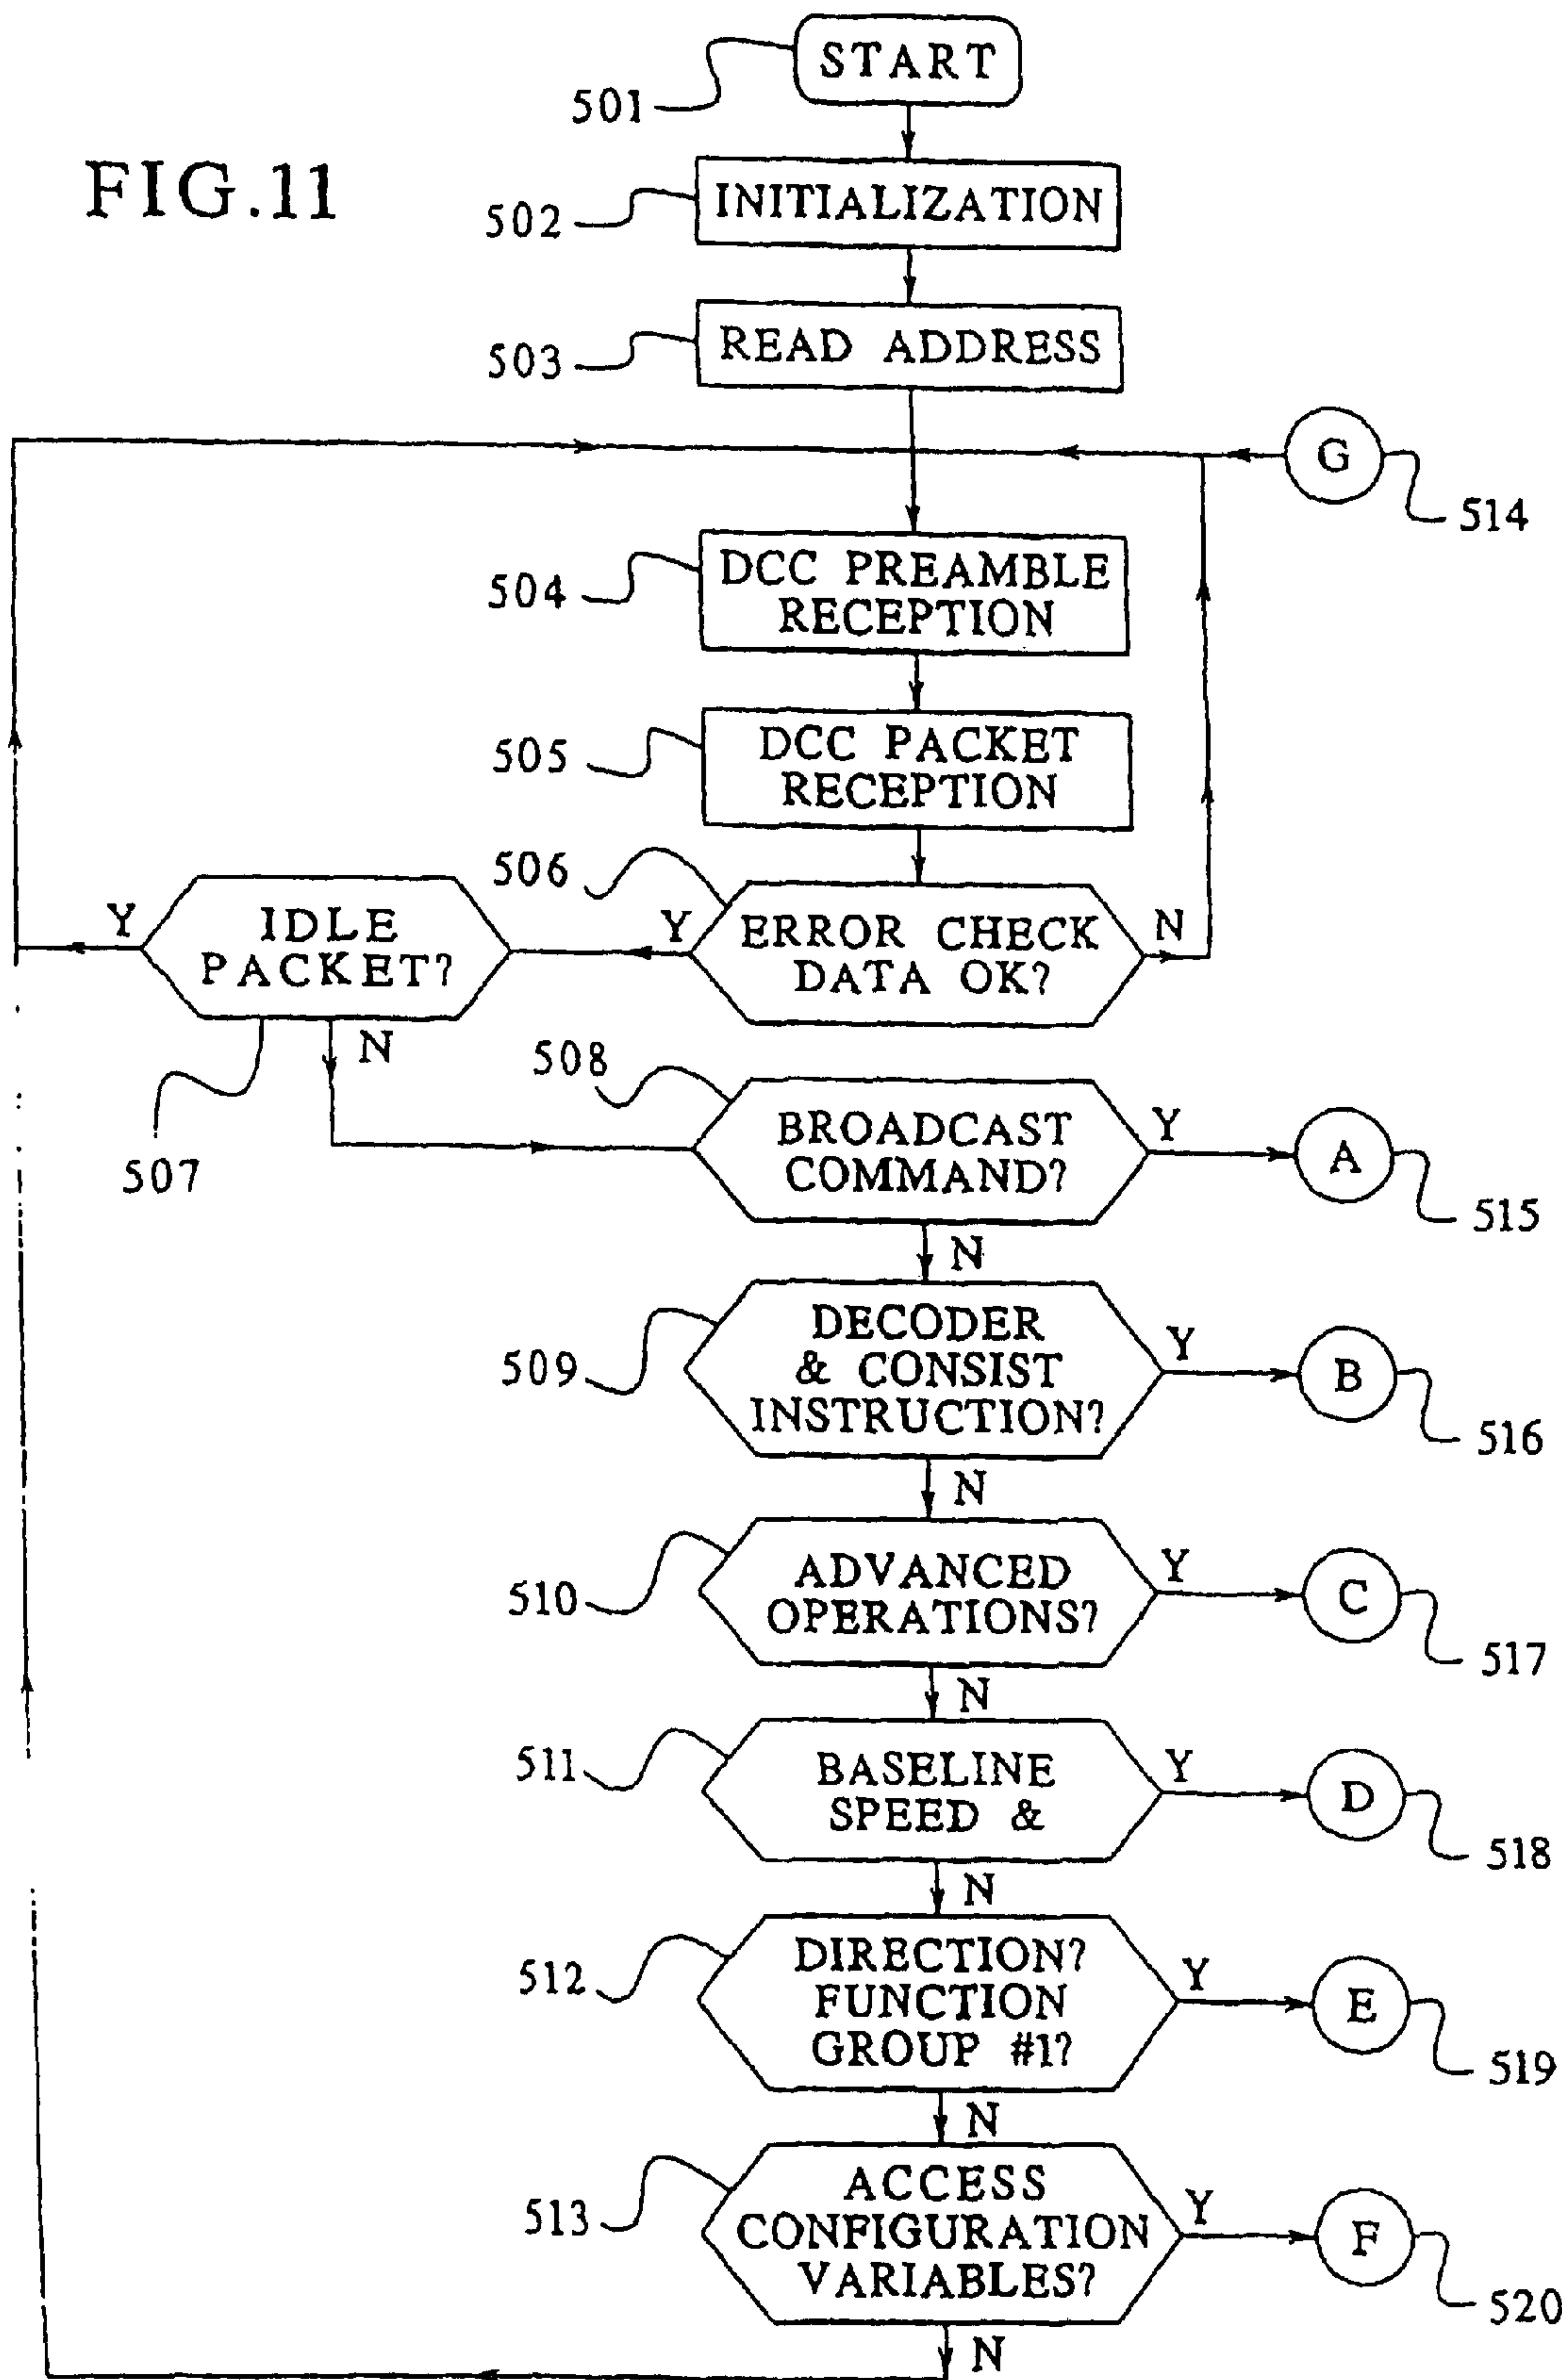 START
501
FIG.11
INITIALIZATION
502
READ ADDRESS
503
G
514
DCC PREAMBLE
RECEPTION
504
DCC PACKET
RECEPTION
505
506
Y
IDLE
PACKET?
Y
ERROR CHECK
DATA OK?
N
N
507
508
BROADCAST
COMMAND?
Y
A
515
N
509
DECODER
& CONSIST
INSTRUCTION?
Y
B
516
N
510
ADVANCED
OPERATIONS?
Y
C
517
N
511
BASELINE
SPEED &
Y
D
518
N
512
DIRECTION?
FUNCTION
GROUP #1?
Y
E
519
N
513
ACCESS
CONFIGURATION
VARIABLES?
Y
F
520
N